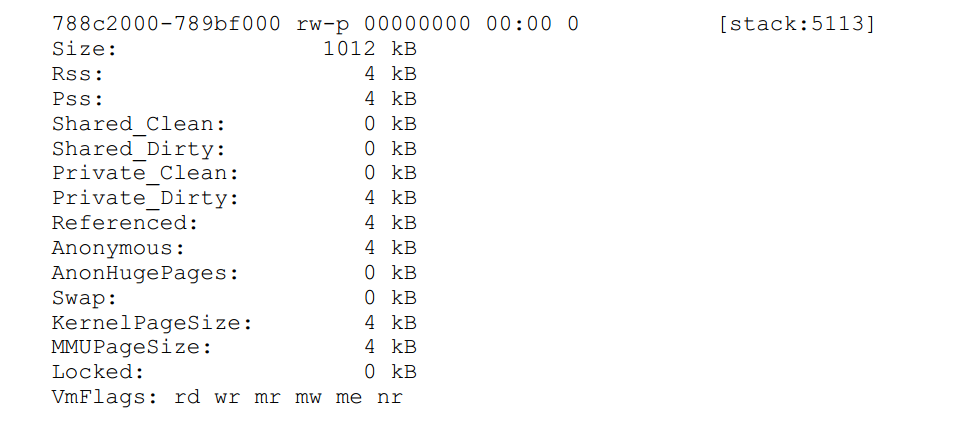 788c2000-789bf000 rw-p 00000000 00:00 0 [stack:5113]
Size: 1012 kB
Rss: 4 kB
Pss: 4 kB
Shared_Clean: 0 kB
Shared_Dirty: 0 kB
Private_Clean: 0 kB
Private_Dirty: 4 kB
Referenced: 4 kB
Anonymous: 4 kB
AnonHugePages: 0 kB
Swap: 0 kB
KernelPageSize: 4 kB
MMUPageSize: 4 kB
Locked: 0 kB
VmFlags: rd wr mr mw me nr